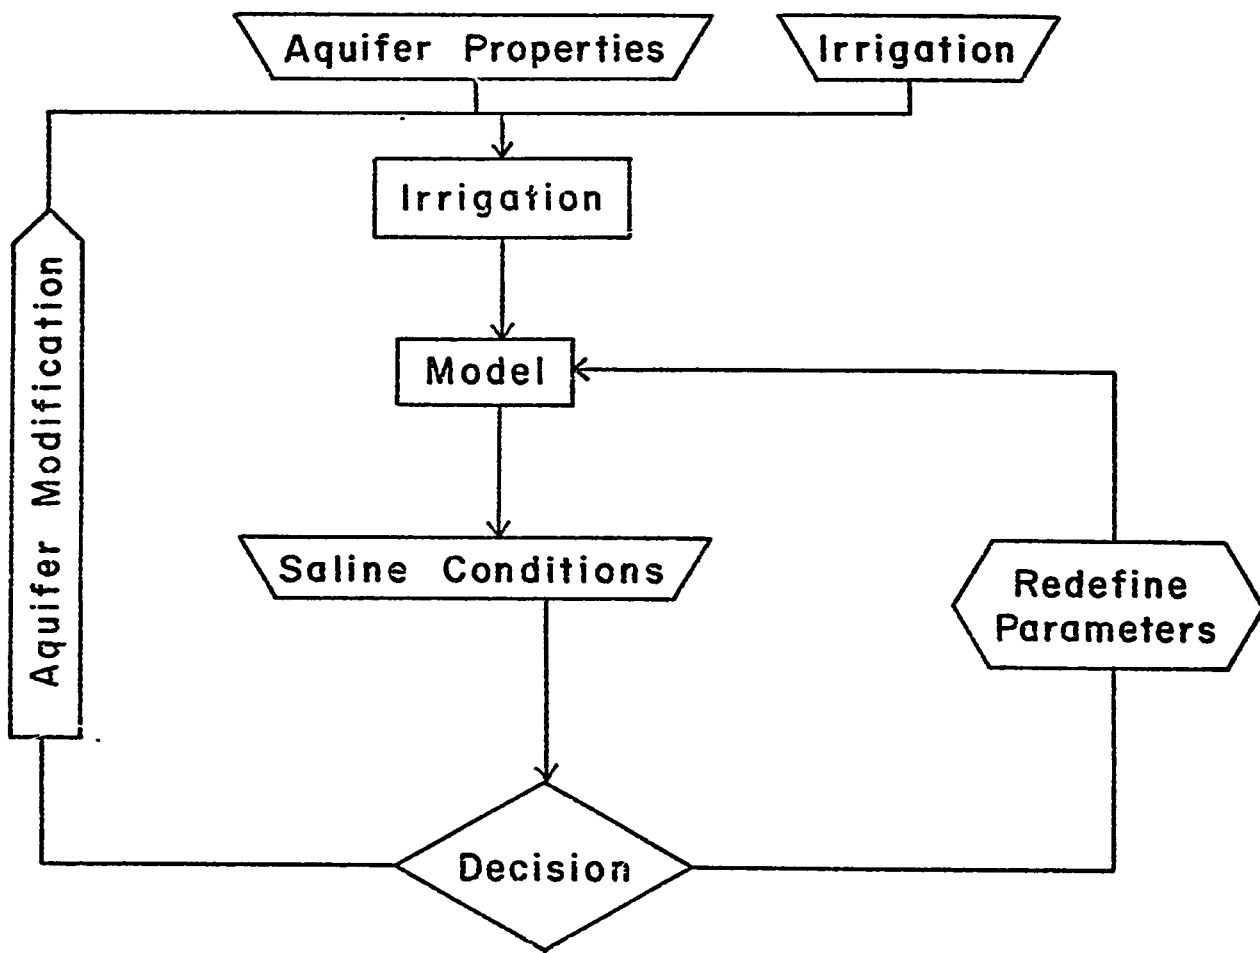 Aquifer Properties
Irrigation
Irrigation
Model
Aquifer Modification
Saline Conditions
Redefine
Parameters
Decision